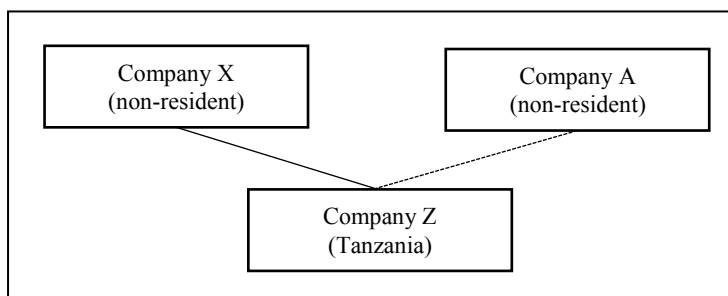 Company X
(non-resident)
Company A
(non-resident)
Company Z
(Tanzania)